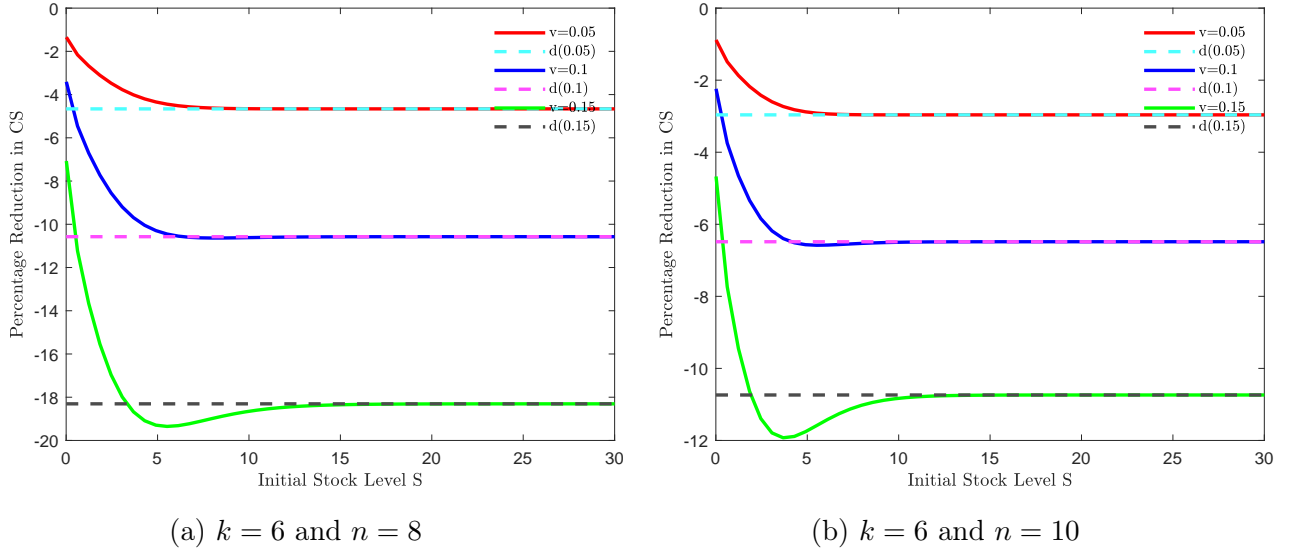 0
-2
-4
-6
-8
-10
-12
-14
-16
-18
-20
Percentage Reduction in CS
0 5 10 15 20 25 30
Initial Stock Level S
v=0.05
d(0.05)
v=0.1
d(0.1)
v=0.15
d(0.15)
(a) k = 6 and n = 8
0
-2
-4
-6
-8
-10
-12
Percentage Reduction in CS
0 5 10 15 20 25 30
Initial Stock Level S
v=0.05
d(0.05)
v=0.1
d(0.1)
v=0.15
d(0.15)
(b) k = 6 and n = 10